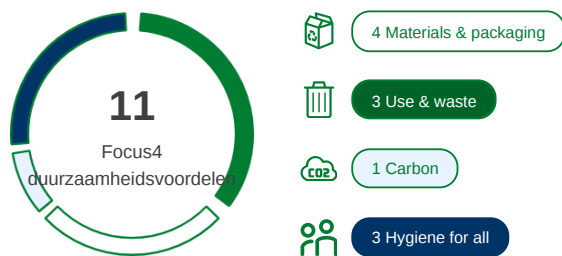 11
Focus4
duurzaamheidsvoordelen
4 Materials & packaging
3 Use & waste
CO2
1 Carbon
3 Hygiene for all